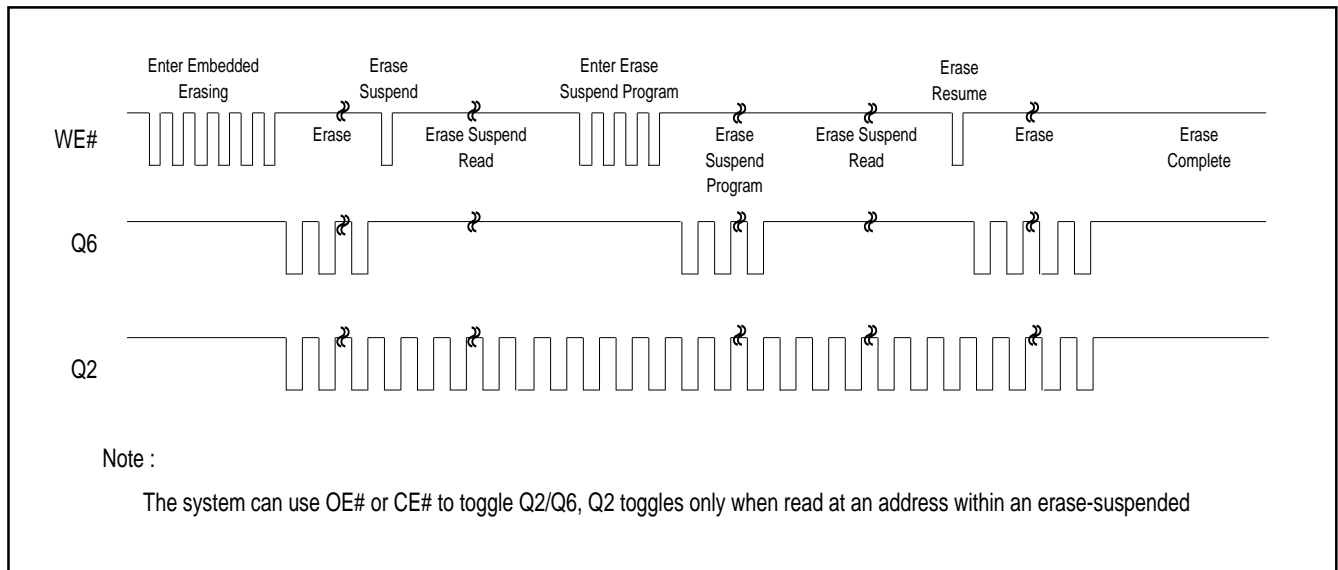 Enter Embedded
Erasing
Erase
Suspend
Enter Erase
Suspend Program
Erase
Resume
WE#
Erase
Erase Suspend
Read
Erase
Suspend
Program
Erase Suspend
Read
Erase
Erase
Complete
Q6
Q2
Note :
The system can use OE# or CE# to toggle Q2/Q6, Q2 toggles only when read at an address within an erase-suspended